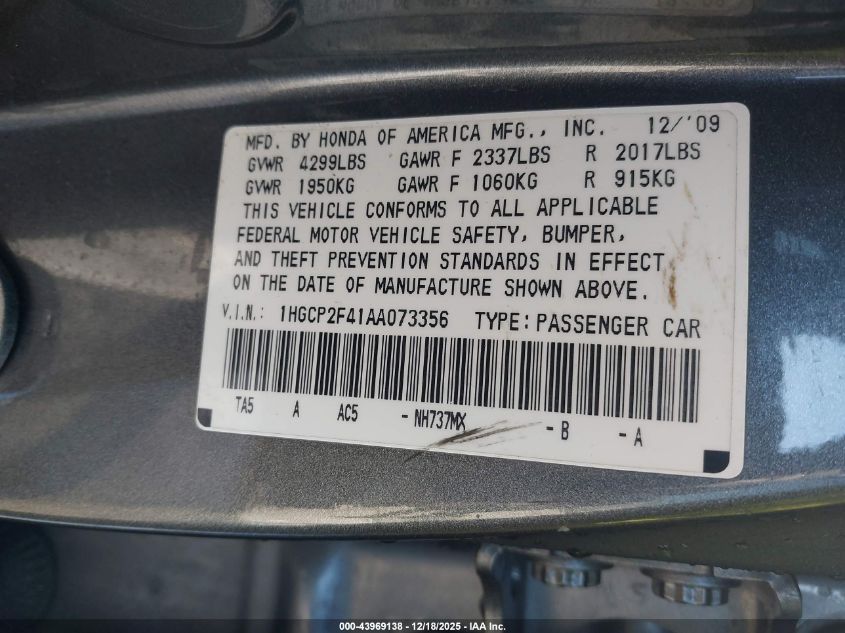 MFD. BY HONDA OF AMERICA MFG., INC. 12/'09
GVWR 4299LBS GAWR F 2337LBS R 2017LBS
GVWR 1950KG GAWR F 1060KG R 915KG
THIS VEHICLE CONFORMS TO ALL APPLICABLE
FEDERAL MOTOR VEHICLE SAFETY, BUMPER,
AND THEFT PREVENTION STANDARDS IN EFFECT
ON THE DATE OF MANUFACTURE SHOWN ABOVE.
V.I.N.: 1HGCP2F41AA073356 TYPE: PASSENGER CAR
TA5 A AC5 -NH737MX -B -A
000-43969138 - 12/18/2025 - IAA Inc.